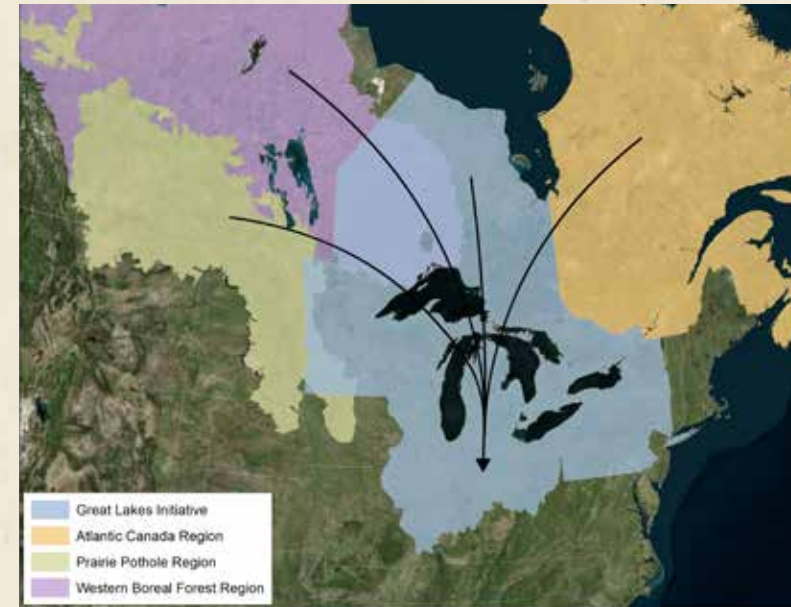 Great Lakes Initiative
Atlantic Canada Region
Prairie Pothole Region
Western Boreal Forest Region